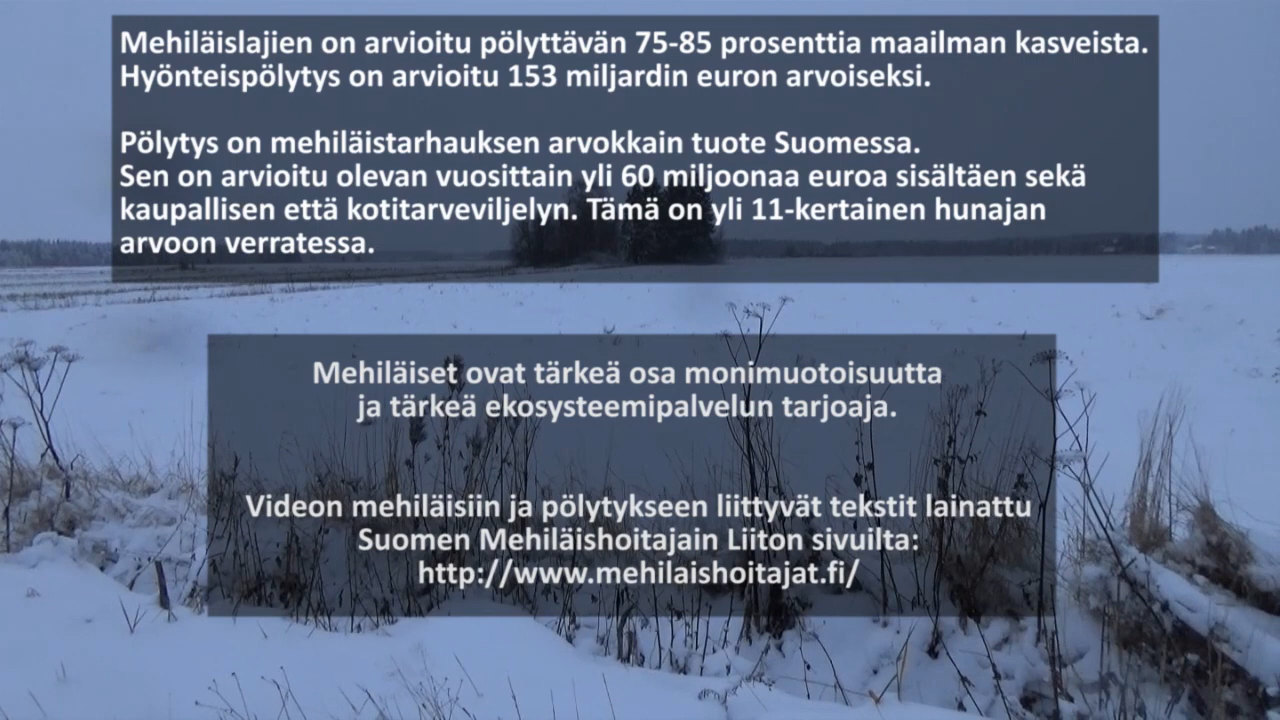 Mehiläislajien on arvioitu pölyttävän 75-85 prosenttia maailman kasveista.
Hyönteispölytys on arvioitu 153 miljardin euron arvoiseksi.
Pölytys on mehiläistarhauksen arvokkain tuote Suomessa.
Sen on arvioitu olevan vuosittain yli 60 miljoonaa euroa sisältäen sekä
kaupallisen että kotitarveviljelyn. Tämä on yli 11-kertainen hunajan
arvoon verratessa.
Mehiläiset ovat tärkeä osa monimuotoisuutta
ja tärkeä ekosysteemipalvelun tarjoaja.
Videon mehiläisiin ja pölytykseen liittyvät tekstit lainattu
Suomen Mehiläishoitajain Liiton sivuilta:
http://www.mehilaishoitajat.fi/